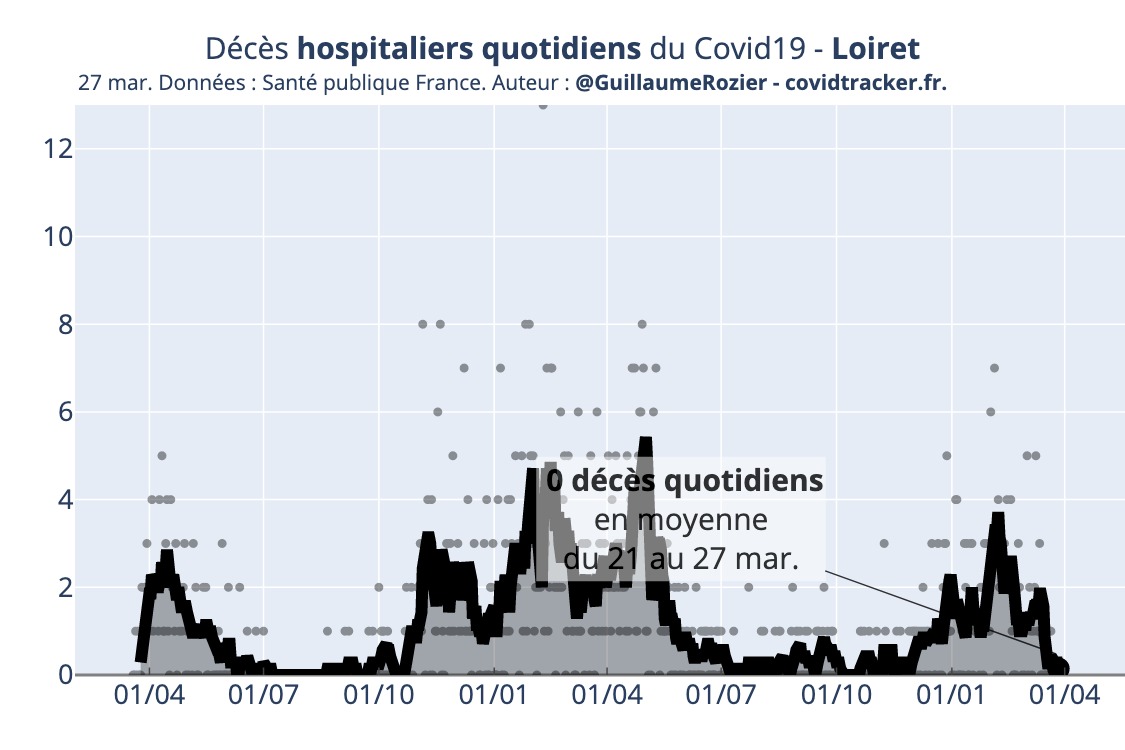 Décès hospitaliers quotidiens du Covid19 - Loiret
27 mar. Données : Santé publique France. Auteur : @GuillaumeRozier - covidtracker.fr.
12
10
8
6
4
2
0
0 décès quotidiens
en moyenne
du 21 au 27 mar.
01/04 01/07 01/10 01/01 01/04 01/07 01/10 01/01 01/04